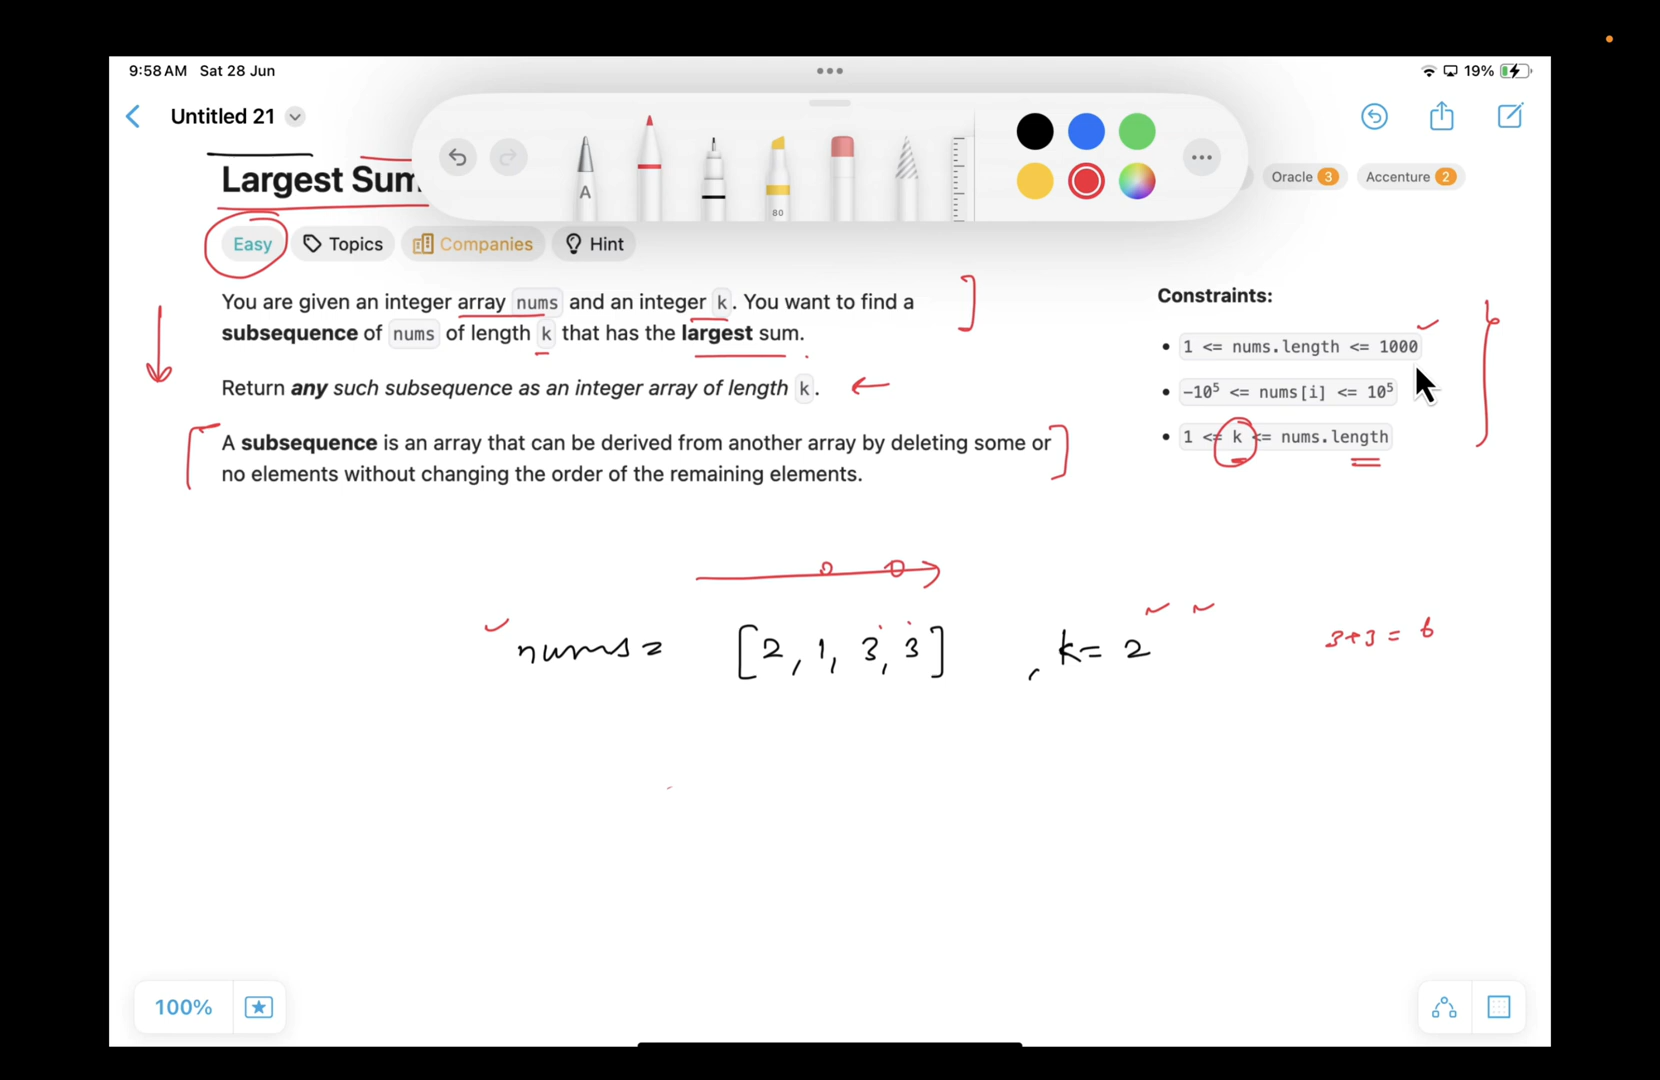 9:58 AM Sat 28 Jun
19%
Untitled 21
A
80
Largest Sum
Oracle 3 Accenture 2
Easy Topics Companies Hint
You are given an integer array nums and an integer k. You want to find a
subsequence of nums of length k that has the largest sum.
Return any such subsequence as an integer array of length k.
A subsequence is an array that can be derived from another array by deleting some or
no elements without changing the order of the remaining elements.
Constraints:
• 1 <= nums.length <= 1000
• -10⁵ <= nums[i] <= 10⁵
• 1 <= k <= nums.length
nums = [2, 1, 3, 3] , k = 2
3+3 = 6
100%